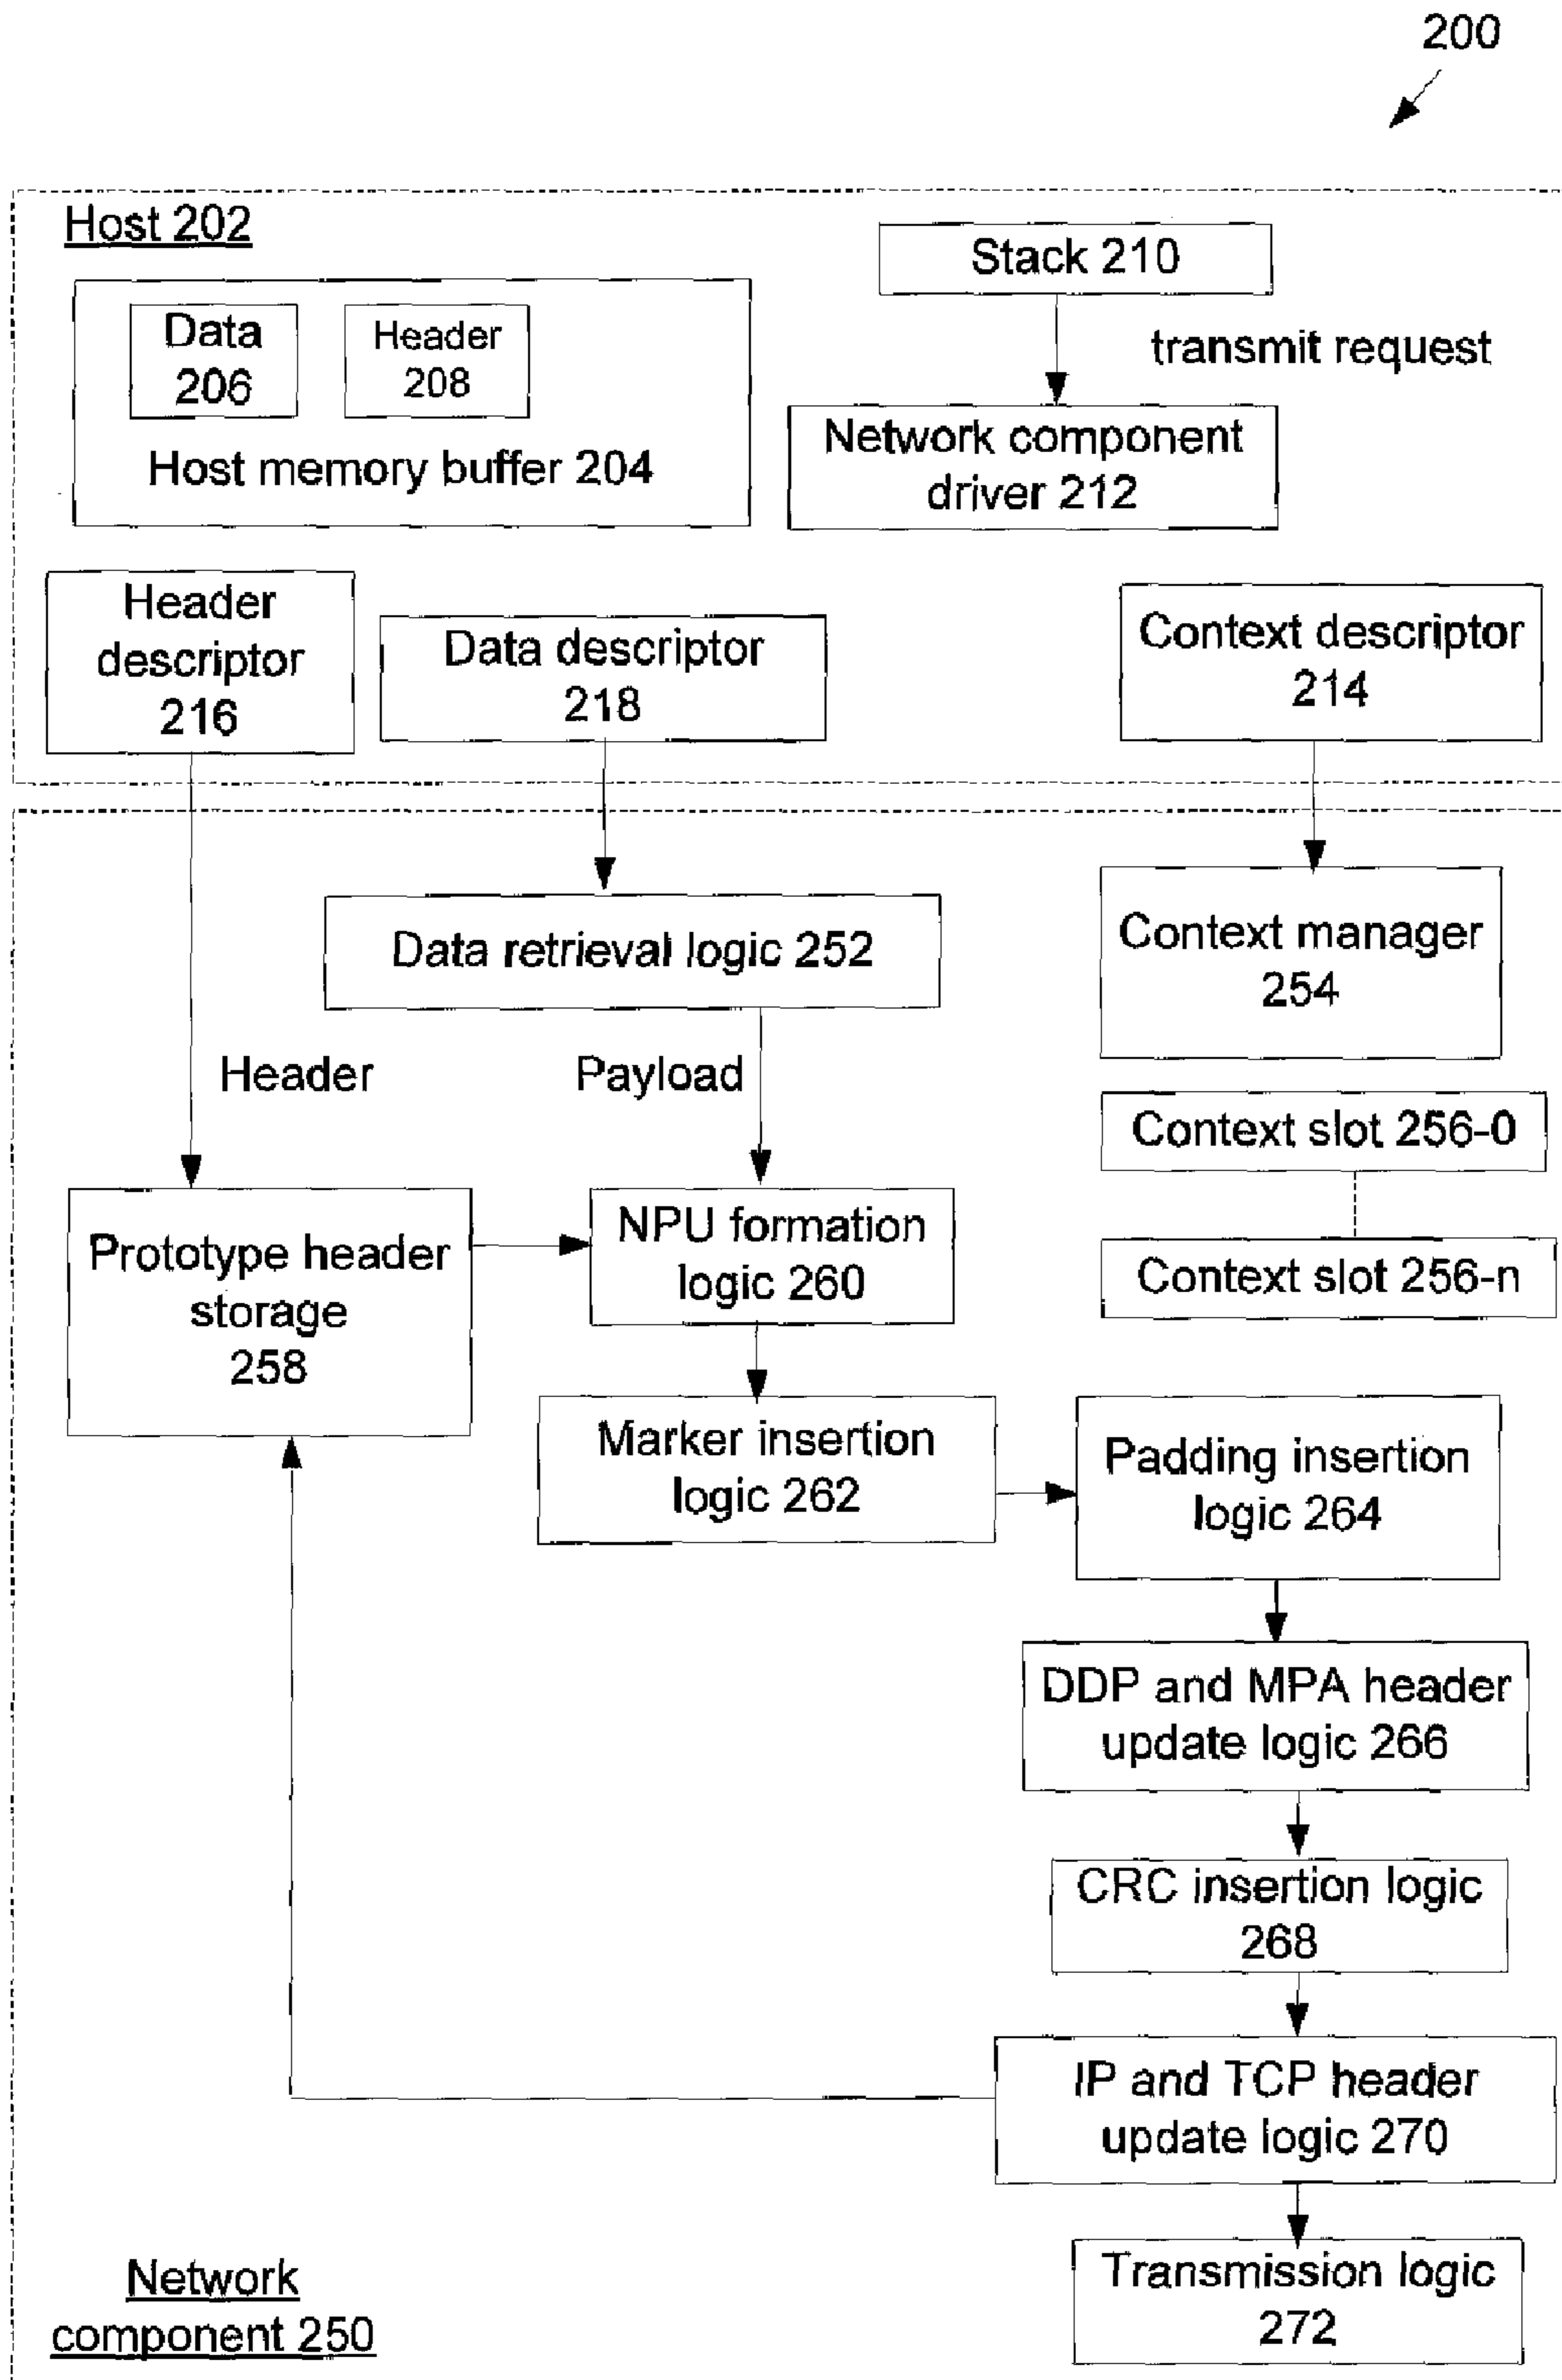 200
Host 202
Stack 210
Data
206
Header
208
Host memory buffer 204
transmit request
Network component
driver 212
Header
descriptor
216
Data descriptor
218
Context descriptor
214
Data retrieval logic 252
Context manager
254
Header
Payload
Context slot 256-0
Context slot 256-n
Prototype header
storage
258
NPU formation
logic 260
Marker insertion
logic 262
Padding insertion
logic 264
DDP and MPA header
update logic 266
CRC insertion logic
268
IP and TCP header
update logic 270
Transmission logic
272
Network
component 250